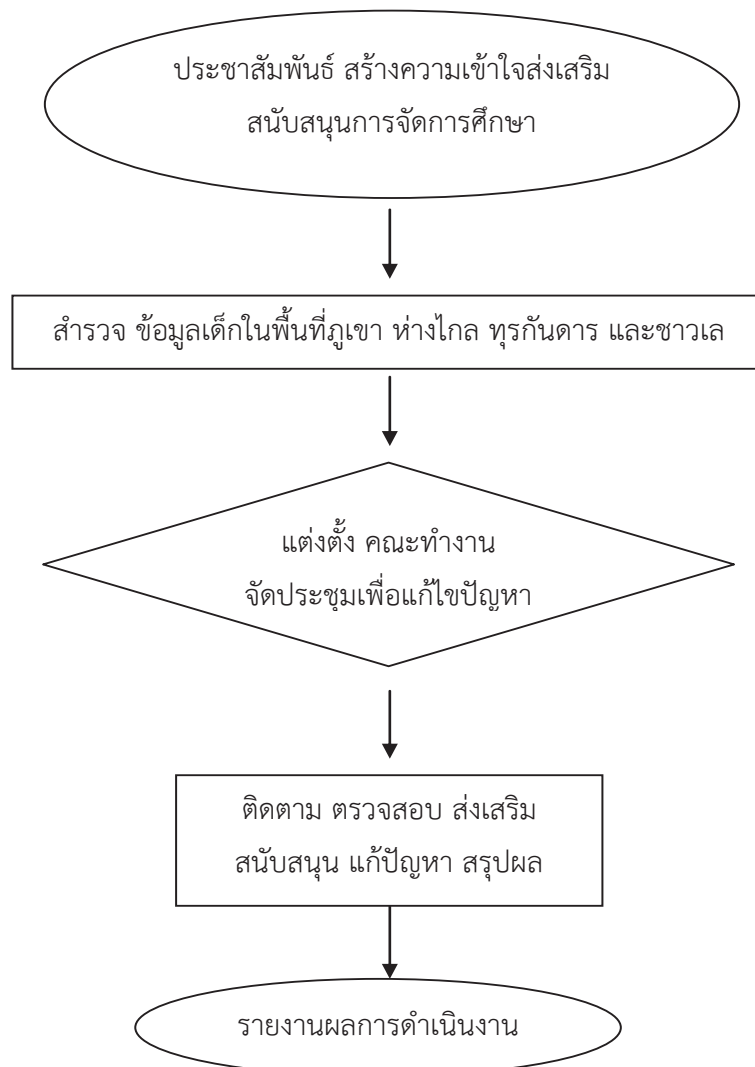 ประชาสัมพันธ์ สร้างความเข้าใจส่งเสริม
สนับสนุนการจัดการศึกษา
สำรวจ ข้อมูลเด็กในพื้นที่ภูเขา ห่างไกล ทุรกันดาร และชาวเล
แต่งตั้ง คณะทำงาน
จัดประชุมเพื่อแก้ไขปัญหา
ติดตาม ตรวจสอบ ส่งเสริม
สนับสนุน แก้ปัญหา สรุปผล
รายงานผลการดำเนินงาน